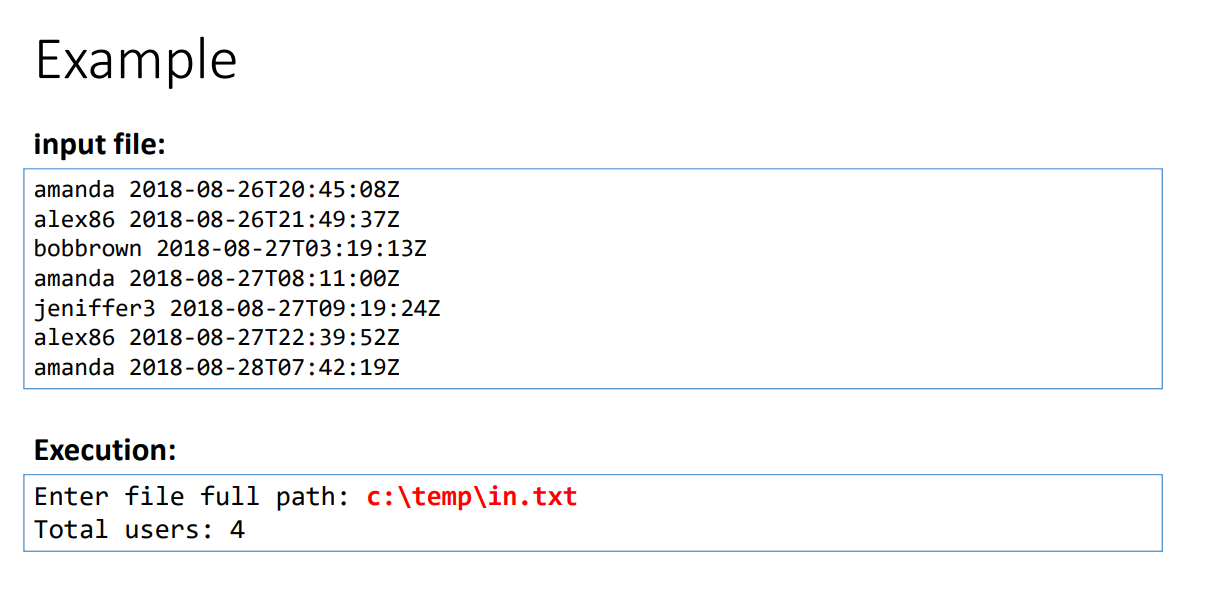 Example
input file:
amanda 2018-08-26T20:45:08Z
alex86 2018-08-26T21:49:37Z
bobbrown 2018-08-27T03:19:13Z
amanda 2018-08-27T08:11:00Z
jeniffer3 2018-08-27T09:19:24Z
alex86 2018-08-27T22:39:52Z
amanda 2018-08-28T07:42:19Z
Execution:
Enter file full path: c:\temp\in.txt
Total users: 4